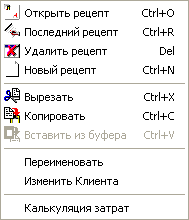 Открыть рецепт Ctrl+O
Последний рецепт Ctrl+R
Удалить рецепт Del
Новый рецепт Ctrl+N
Вырезать Ctrl+X
Копировать Ctrl+C
Вставить из буфера Ctrl+V
Переименовать
Изменить Клиента
Калькуляция затрат